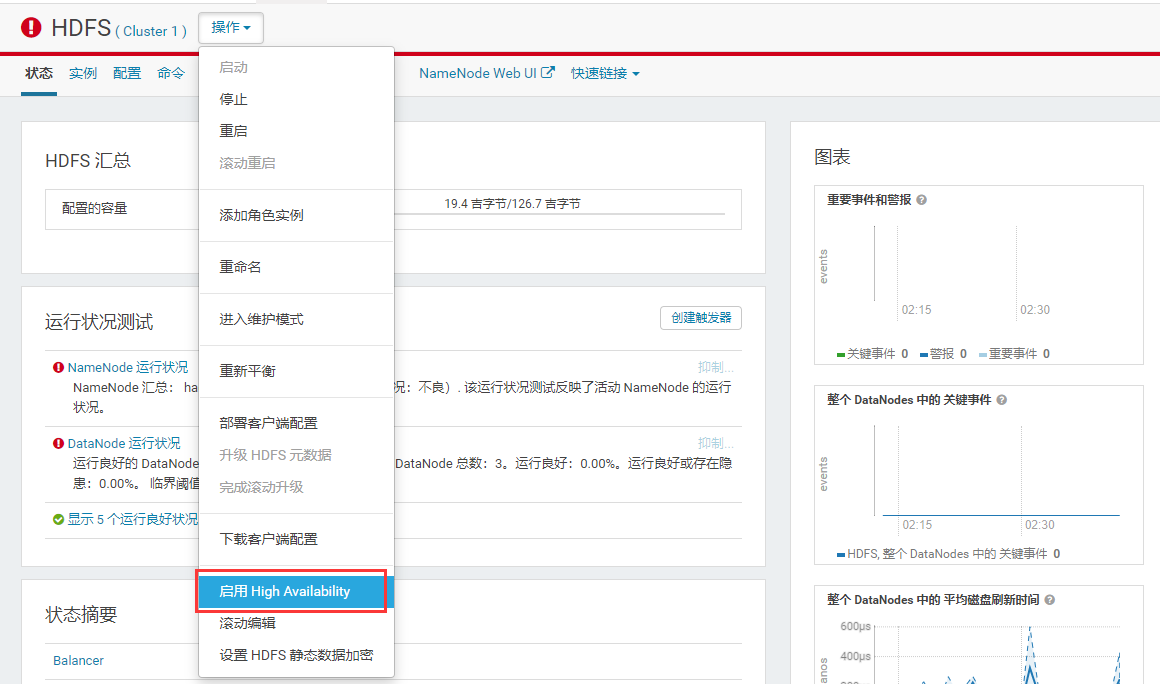 HDFS ( Cluster 1 ) 操作
状态 实例 配置 命令 NameNode Web UI 快速链接
启动
停止
重启
滚动重启
添加角色实例
重命名
进入维护模式
重新平衡
部署客户端配置
升级 HDFS 元数据
完成滚动升级
下载客户端配置
启用 High Availability
滚动编辑
设置 HDFS 静态数据加密
HDFS 汇总
配置的容量 19.4 吉字节/126.7 吉字节
运行状况测试 创建触发器
NameNode 运行状况 抑制...
NameNode 汇总： ha 况：不良）. 该运行状况测试反映了活动 NameNode 的运行
状况。
DataNode 运行状况 抑制...
运行良好的 DataNode DataNode 总数：3。运行良好：0.00%。运行良好或存在隐
患：0.00%。 临界阈值
显示 5 个运行良好状况
状态摘要
Balancer
图表
重要事件和警报
events
02:15 02:30
关键事件 0 警报 0 重要事件 0
整个 DataNodes 中的 关键事件
events
02:15 02:30
HDFS, 整个 DataNodes 中的 关键事件 0
整个 DataNodes 中的 平均磁盘刷新时间
600µs
400µs